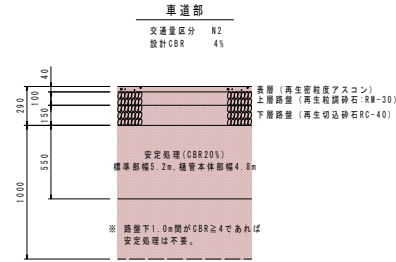 車道部
交通量区分 N2
設計CBR 4%
40
100
290
150
表層 (再生密粒度アスコン)
上層路盤 (再生粒調砕石:RM-30)
下層路盤 (再生切込砕石RC-40)
550
1000
安定処理(CBR20%)
標準部幅5.2m、樋管本体部幅4.8m
※ 路盤下1.0m間がCBR≧4であれば
安定処理は不要。